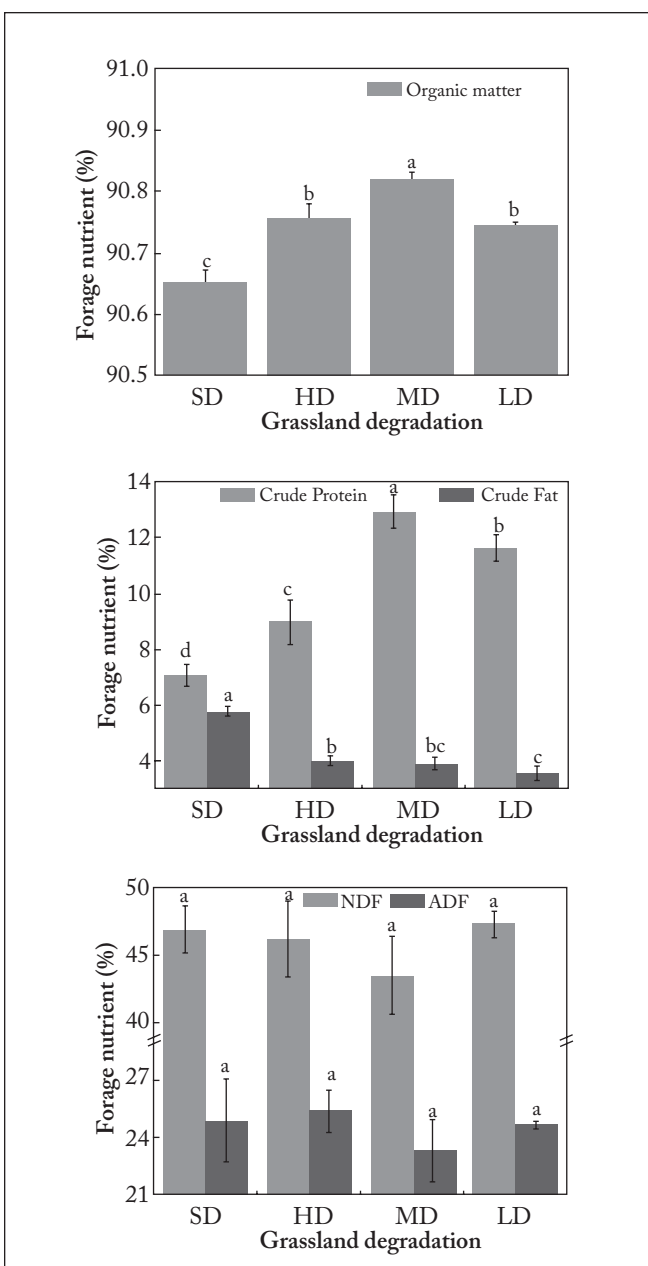 91.0
Organic matter
90.9
a
90.8
b
b
90.7
c
90.6
90.5
Forage nutrient (%)
SD HD MD LD
Grassland degradation
14
Crude Protein Crude Fat
a
12
b
10
c
8
d
a
6
b
bc
c
4
Forage nutrient (%)
SD HD MD LD
Grassland degradation
50
NDF ADF
a a a a
45
40
27
a a a a
24
21
Forage nutrient (%)
SD HD MD LD
Grassland degradation